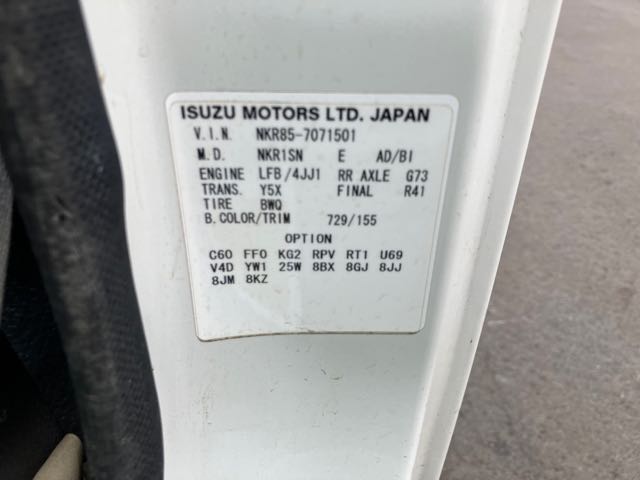 ISUZU MOTORS LTD. JAPAN
V.I.N. NKR85-7071501
M.D. NKR1SN E AD/BI
ENGINE LFB/4JJ1 RR AXLE G73
TRANS. Y5X FINAL R41
TIRE BWQ
B.COLOR/TRIM 729/155
OPTION
C60 FF0 KG2 RPV RT1 U69
V4D YW1 25W 8BX 8GJ 8JJ
8JM 8KZ